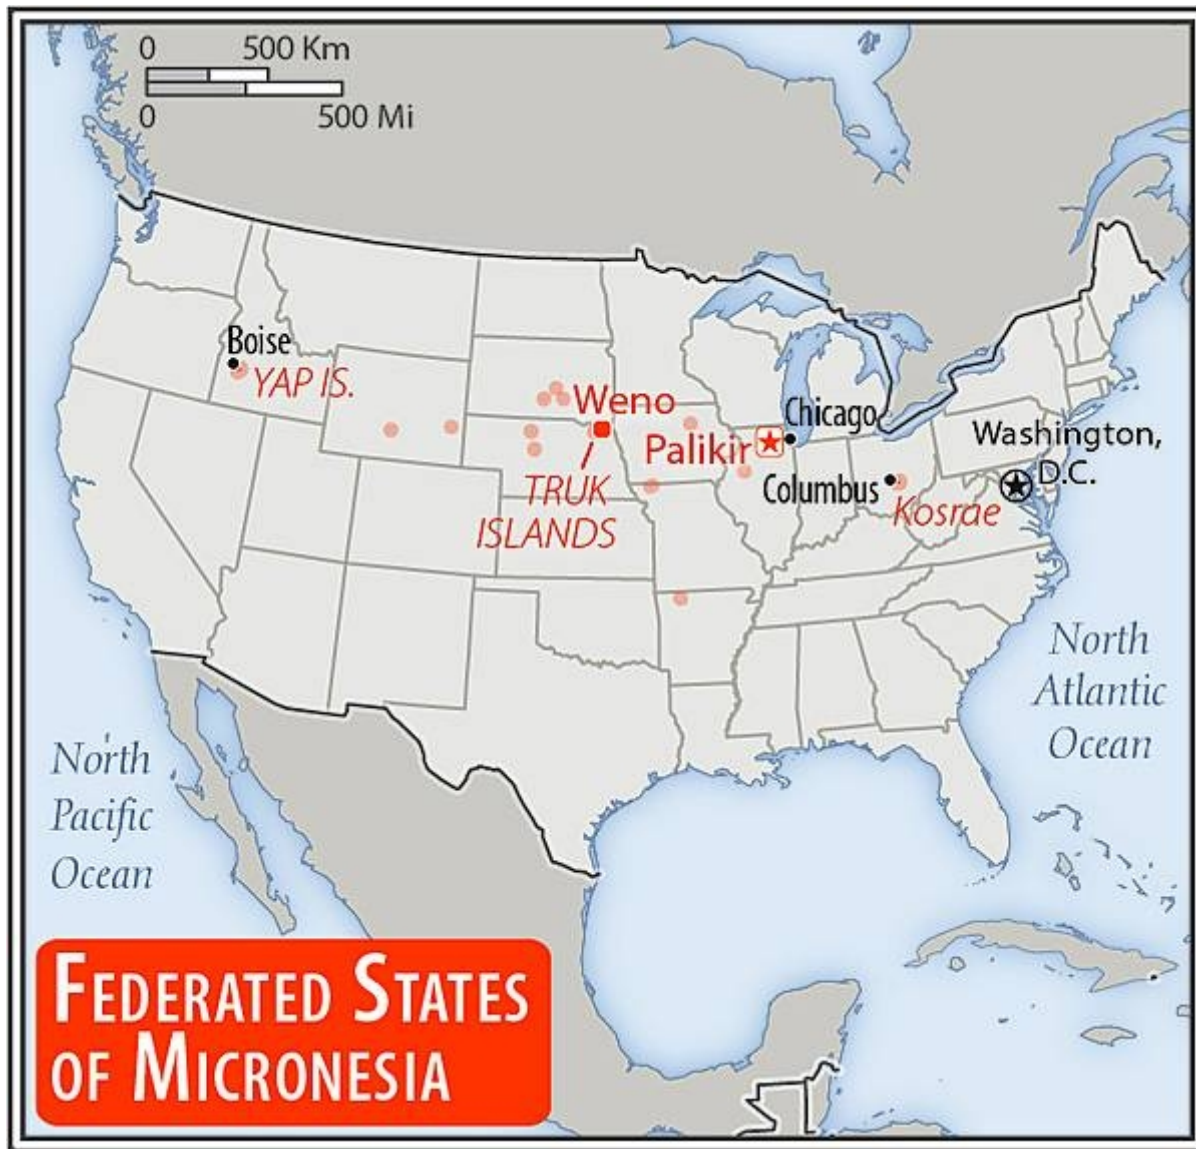 0 500 Km
0 500 Mi
Boise
YAP IS.
Weno
Chicago
Palikir
Washington,
D.C.
TRUK
ISLANDS
Columbus
Kosrae
North
Atlantic
Ocean
North
Pacific
Ocean
FEDERATED STATES
OF MICRONESIA